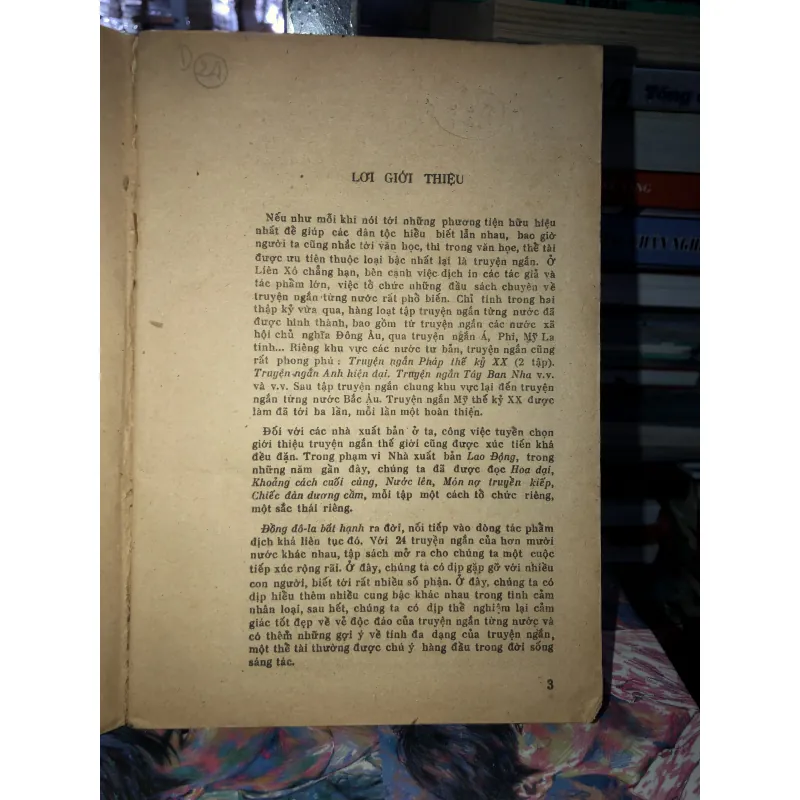 D 2A
LỜI GIỚI THIỆU
Nếu như mỗi khi nói tới những phương tiện hữu hiệu
nhất để giúp các dân tộc hiểu biết lẫn nhau, bao giờ
người ta cũng nhắc tới văn học, thì trong văn học, thể tài
được ưu tiên thuộc loại bậc nhất lại là truyện ngắn. Ở
Liên Xô chẳng hạn, bên cạnh việc dịch in các tác giả và
tác phẩm lớn, việc tổ chức những đầu sách chuyên về
truyện ngắn từng nước rất phổ biến. Chỉ tính trong hai
thập kỷ vừa qua, hàng loạt tập truyện ngắn từng nước đã
được hình thành, bao gồm từ truyện ngắn các nước xã
hội chủ nghĩa Đông Âu, qua truyện ngắn Á, Phi, Mỹ La
tinh... Riêng khu vực các nước tư bản, truyện ngắn cũng
rất phong phú : Truyện ngắn Pháp thế kỷ XX (2 tập).
Truyện ngắn Anh hiện đại. Truyện ngắn Tây Ban Nha v.v.
và v.v. Sau tập truyện ngắn chung khu vực lại đến truyện
ngắn từng nước Bắc Âu. Truyện ngắn Mỹ thế kỷ XX được
làm đã tới ba lần, mỗi lần một hoàn thiện.
Đối với các nhà xuất bản ở ta, công việc tuyển chọn
giới thiệu truyện ngắn thế giới cũng được xúc tiến khá
đều đặn. Trong phạm vi Nhà xuất bản Lao Động, trong
những năm gần đây, chúng ta đã được đọc Hoa dại,
Khoảng cách cuối cùng, Nước lên, Món nợ truyền kiếp,
Chiếc đàn dương cầm, mỗi tập một cách tổ chức riêng,
một sắc thái riêng.
Đồng đô-la bất hạnh ra đời, nối tiếp vào dòng tác phẩm
dịch khá liên tục đó. Với 24 truyện ngắn của hơn mười
nước khác nhau, tập sách mở ra cho chúng ta một cuộc
tiếp xúc rộng rãi. Ở đây, chúng ta có dịp gặp gỡ với nhiều
con người, biết tới rất nhiều số phận. Ở đây, chúng ta có
dịp hiểu thêm nhiều cung bậc khác nhau trong tình cảm
nhân loại, sau hết, chúng ta có dịp thể nghiệm lại cảm
giác tốt đẹp về vẻ độc đáo của truyện ngắn từng nước và
có thêm những gợi ý về tính đa dạng của truyện ngắn,
một thể tài thường được chú ý hàng đầu trong đời sống
sáng tác.
3